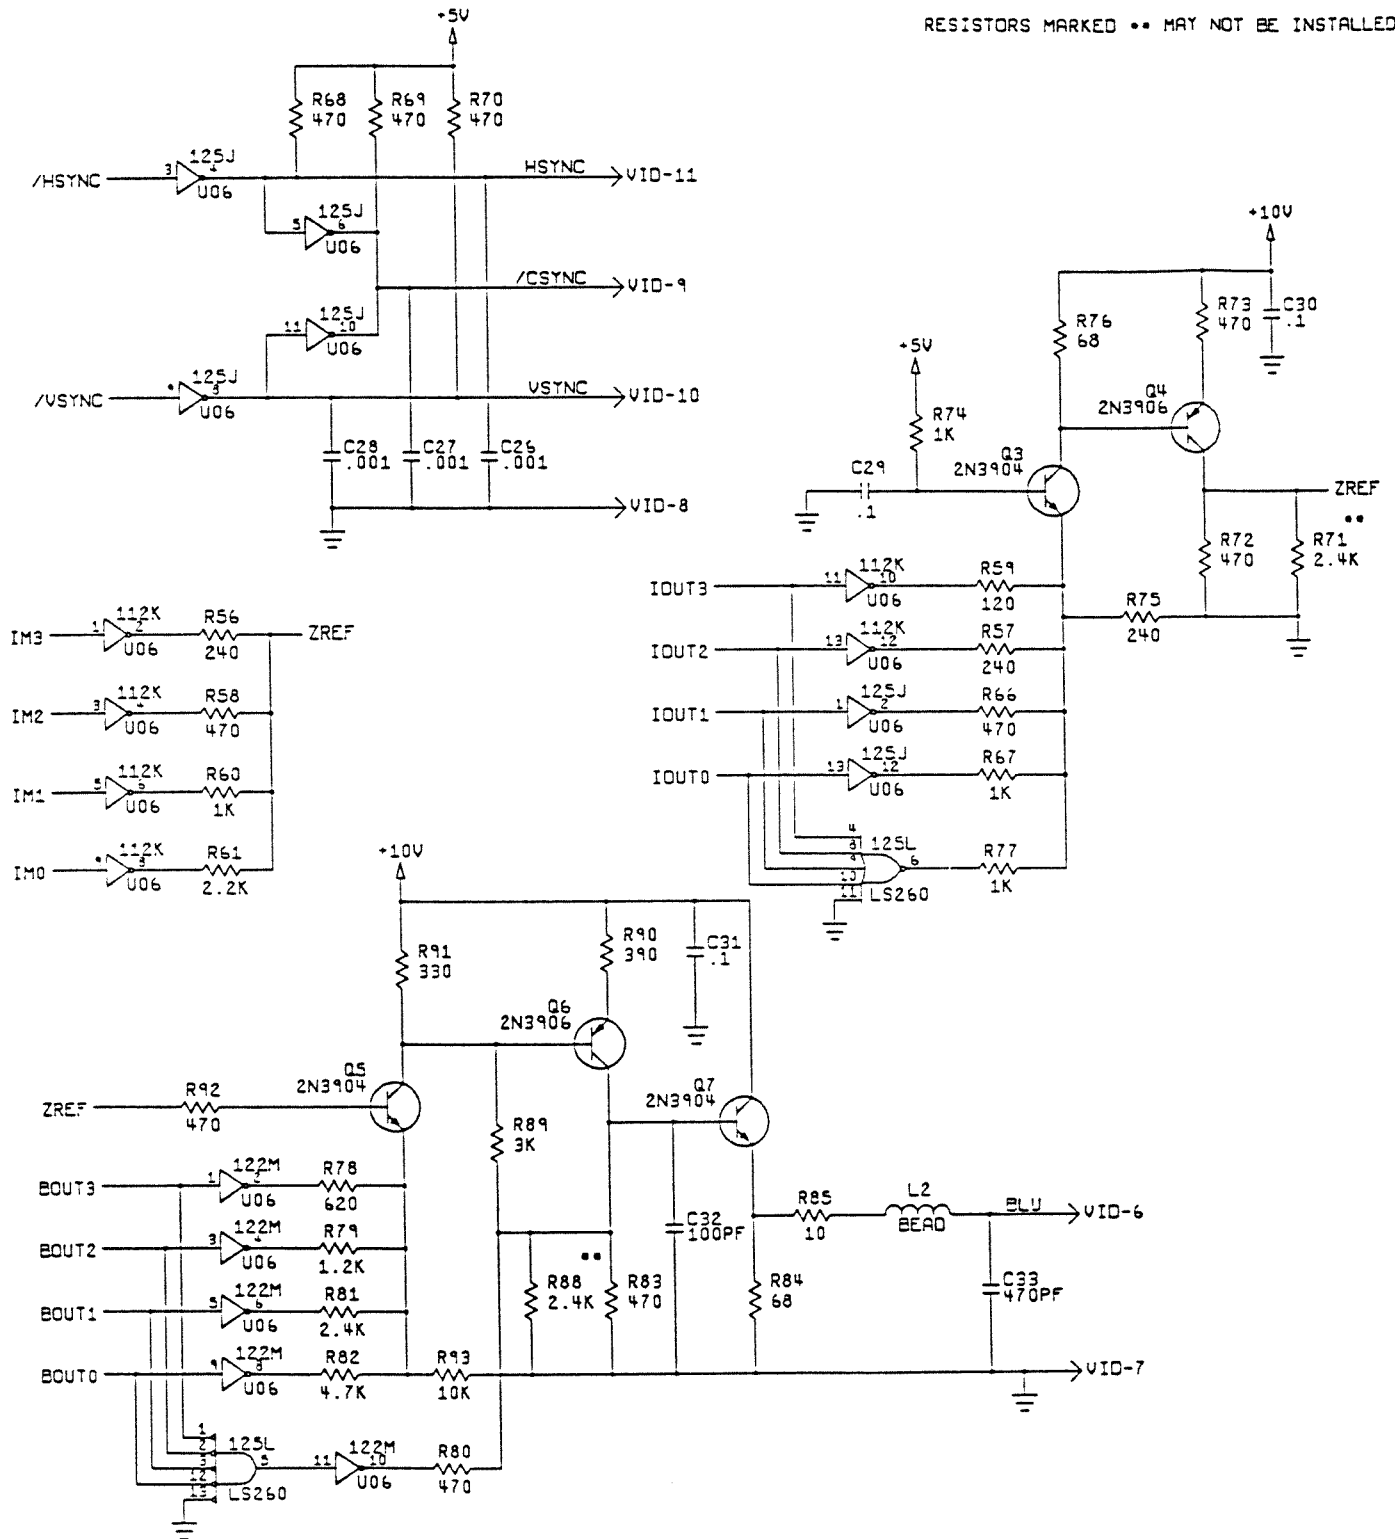 RESISTORS MARKED ** MAY NOT BE INSTALLED
+5V
R68
470
R69
470
R70
470
/HSYNC
3
125J
4
U06
HSYNC
VID-11
5
125J
6
U06
/CSYNC
VID-9
11
125J
10
U06
/VSYNC
9
125J
8
U06
VSYNC
VID-10
C28
.001
C27
.001
C26
.001
VID-8
+10V
R76
68
R73
470
C30
.1
+5V
R74
1K
Q4
2N3906
Q3
2N3904
C29
.1
ZREF
**
R72
470
R71
2.4K
IOUT3
11
112K
10
U06
R59
120
R75
240
IOUT2
13
112K
12
U06
R57
240
IOUT1
1
125J
2
U06
R66
470
IOUT0
13
125J
12
U06
R67
1K
4
8
9
10
11
125L
6
LS260
R77
1K
IM3
1
112K
2
U06
R56
240
ZREF
IM2
3
112K
4
U06
R58
470
IM1
5
112K
6
U06
R60
1K
IM0
9
112K
8
U06
R61
2.2K
+10V
R91
330
R90
390
C31
.1
Q6
2N3906
Q5
2N3904
Q7
2N3904
ZREF
R92
470
R89
3K
BOUT3
1
122M
2
U06
R78
620
BOUT2
3
122M
4
U06
R79
1.2K
BOUT1
5
122M
6
U06
R81
2.4K
BOUT0
9
122M
8
U06
R82
4.7K
R93
10K
C32
100PF
R85
10
L2
BEAD
BLU
VID-6
**
R88
2.4K
R83
470
R84
68
C33
470PF
VID-7
1
2
3
12
13
125L
5
LS260
11
122M
10
U06
R80
470